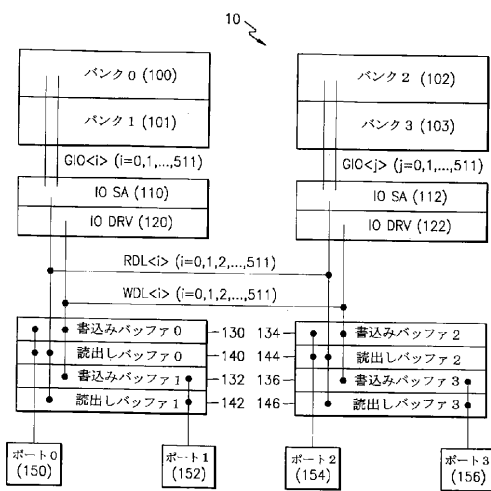 10
バンク0 (100)
バンク1 (101)
GIO<i> (i=0,1,...,511)
IO SA (110)
IO DRV (120)
バンク2 (102)
バンク3 (103)
GIO<j> (j=0,1,...,511)
IO SA (112)
IO DRV (122)
RDL<i> (i=0,1,2,...,511)
WDL<i> (i=0,1,2,...,511)
書込みバッファ0 130
読出しバッファ0 140
書込みバッファ1 132
読出しバッファ1 142
134 書込みバッファ2
144 読出しバッファ2
136 書込みバッファ3
146 読出しバッファ3
ポート0
(150)
ポート1
(152)
ポート2
(154)
ポート3
(156)